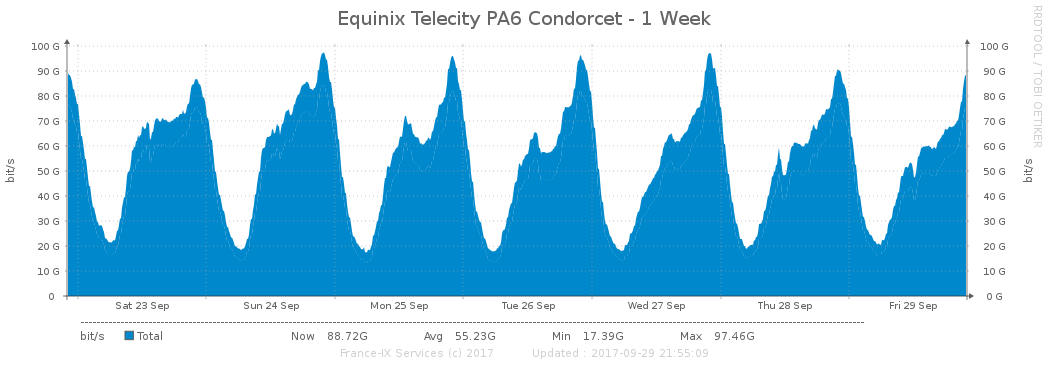 Equinix Telecity PA6 Condorcet - 1 Week
RRDTOOL / TOBI OETIKER
bit/s
bit/s
100 G 100 G
90 G 90 G
80 G 80 G
70 G 70 G
60 G 60 G
50 G 50 G
40 G 40 G
30 G 30 G
20 G 20 G
10 G 10 G
0 0 G
Sat 23 Sep Sun 24 Sep Mon 25 Sep Tue 26 Sep Wed 27 Sep Thu 28 Sep Fri 29 Sep
bit/s Total Now 88.72G Avg 55.23G Min 17.39G Max 97.46G
France-IX Services (c) 2017 Updated : 2017-09-29 21:55:09